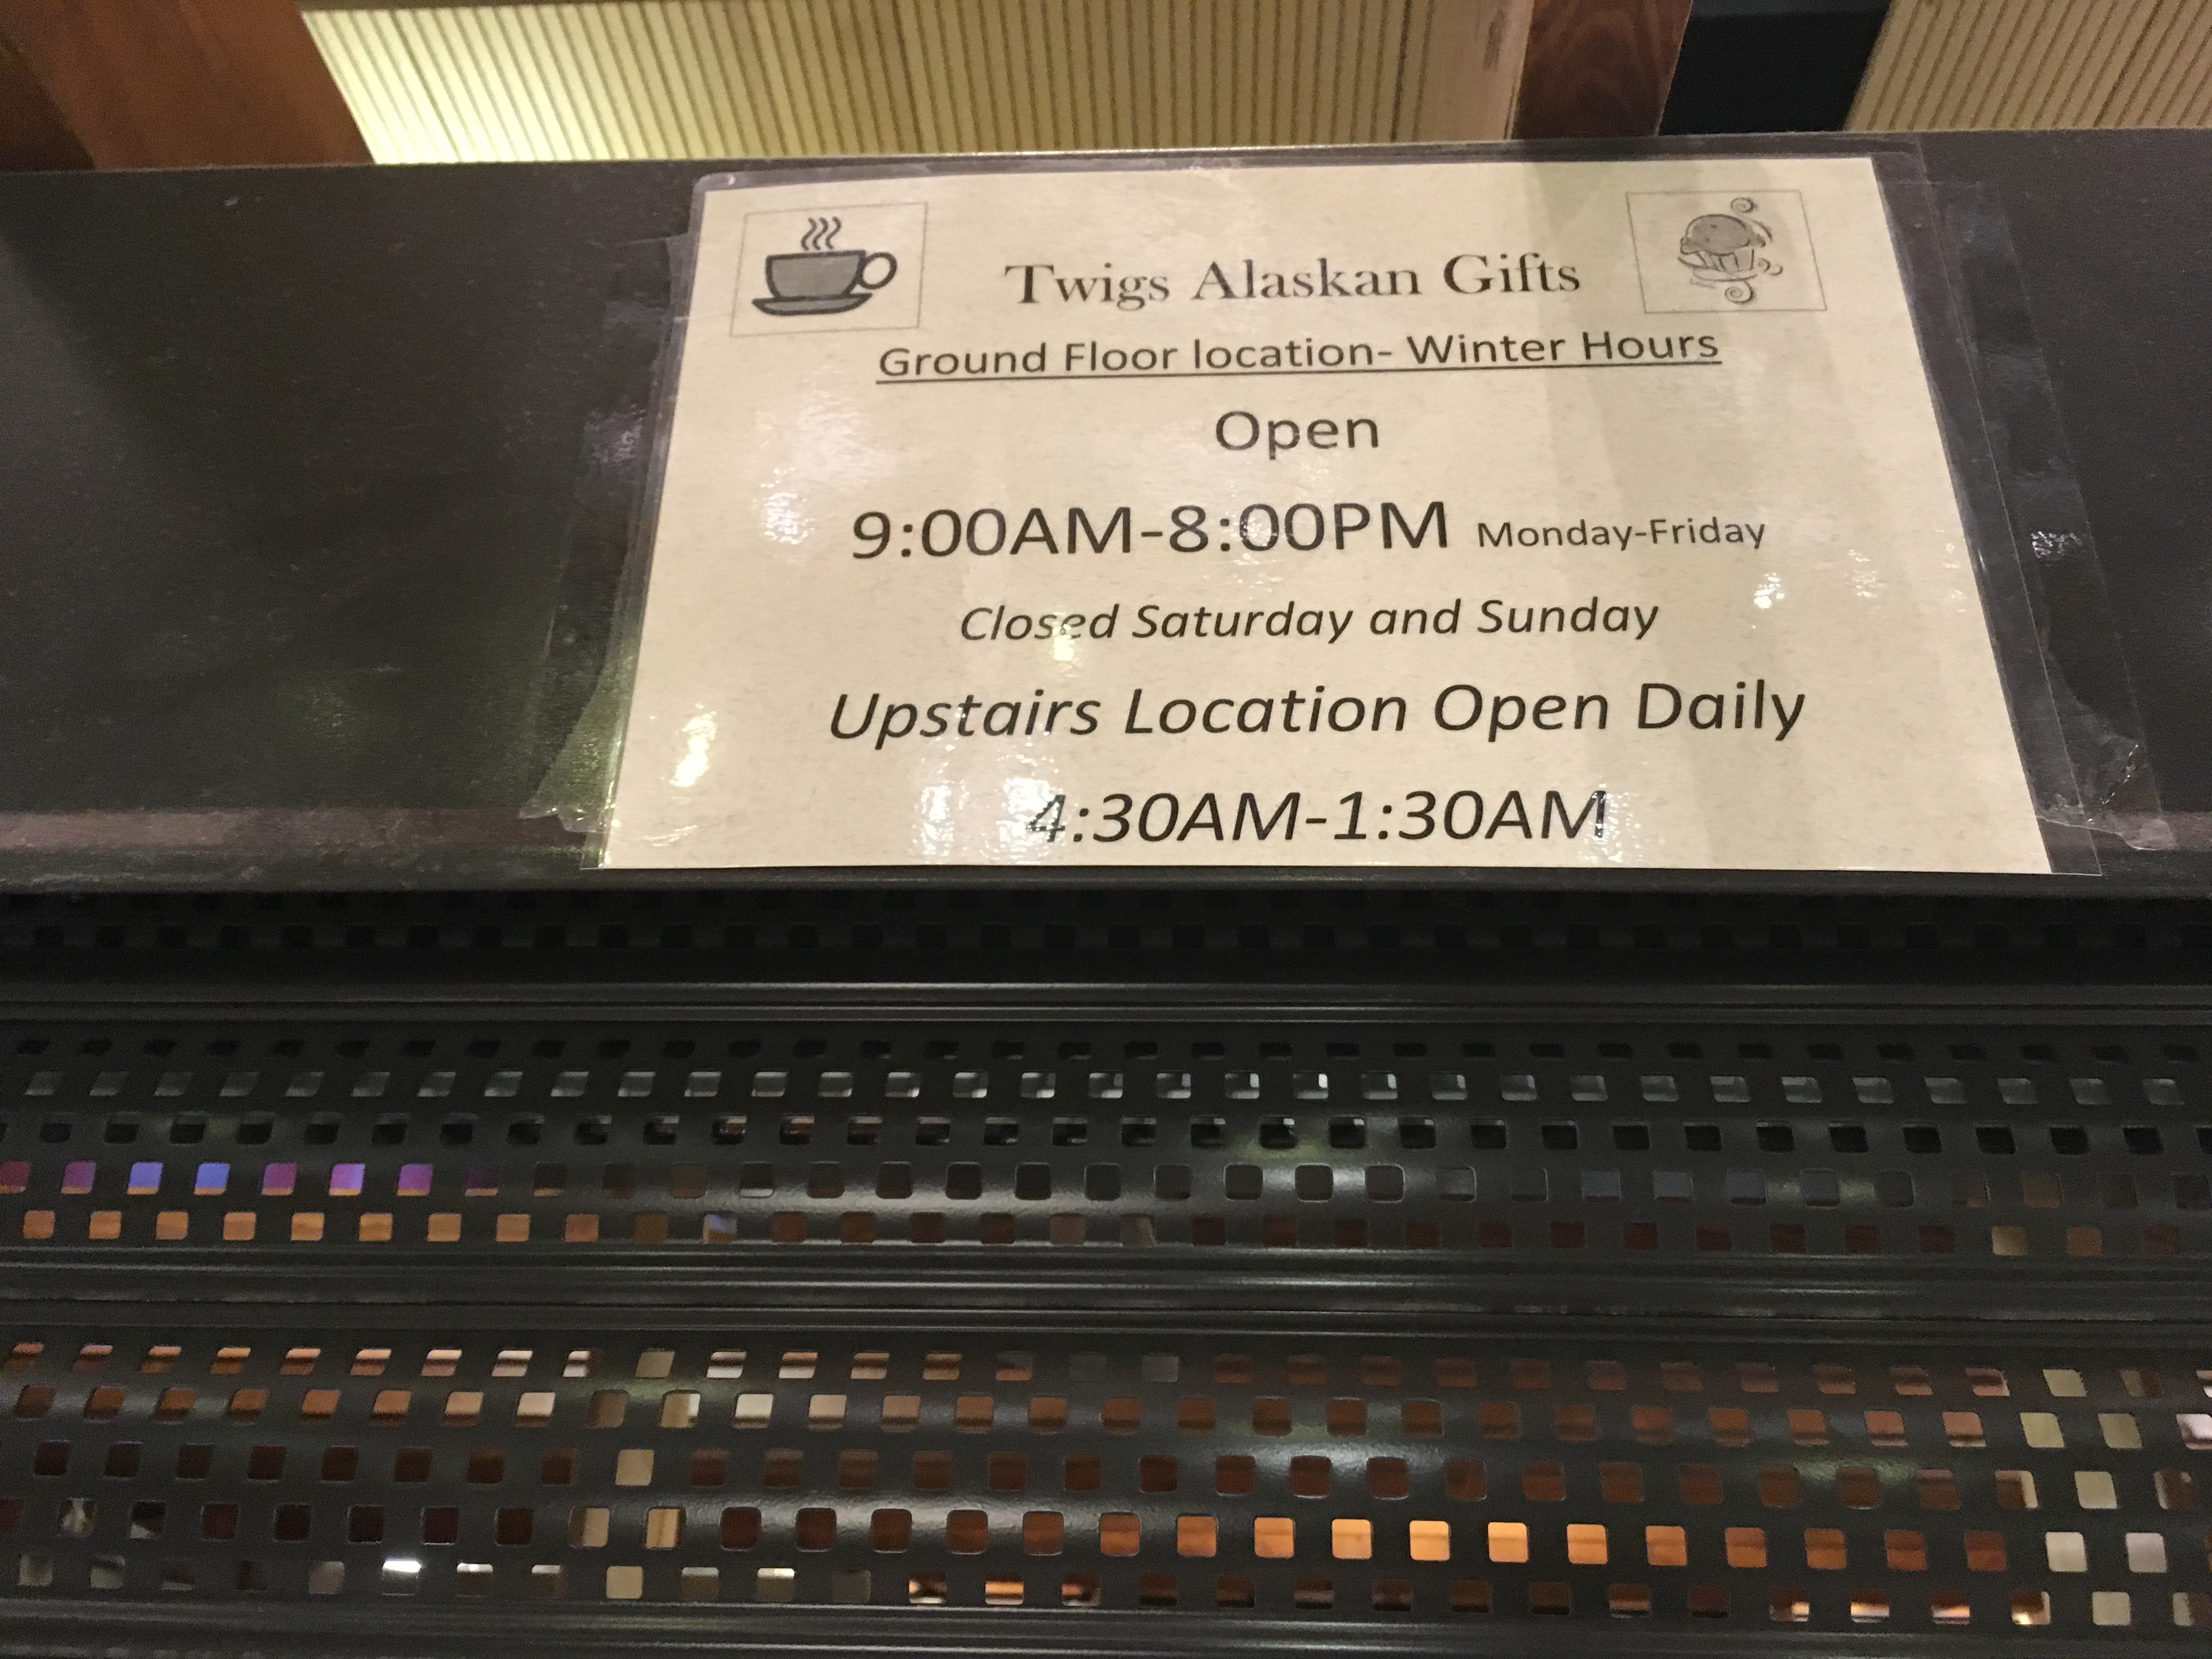 Twigs Alaskan Gifts
Ground Floor location- Winter Hours
Open
9:00AM-8:00PM Monday-Friday
Closed Saturday and Sunday
Upstairs Location Open Daily
4:30AM-1:30AM